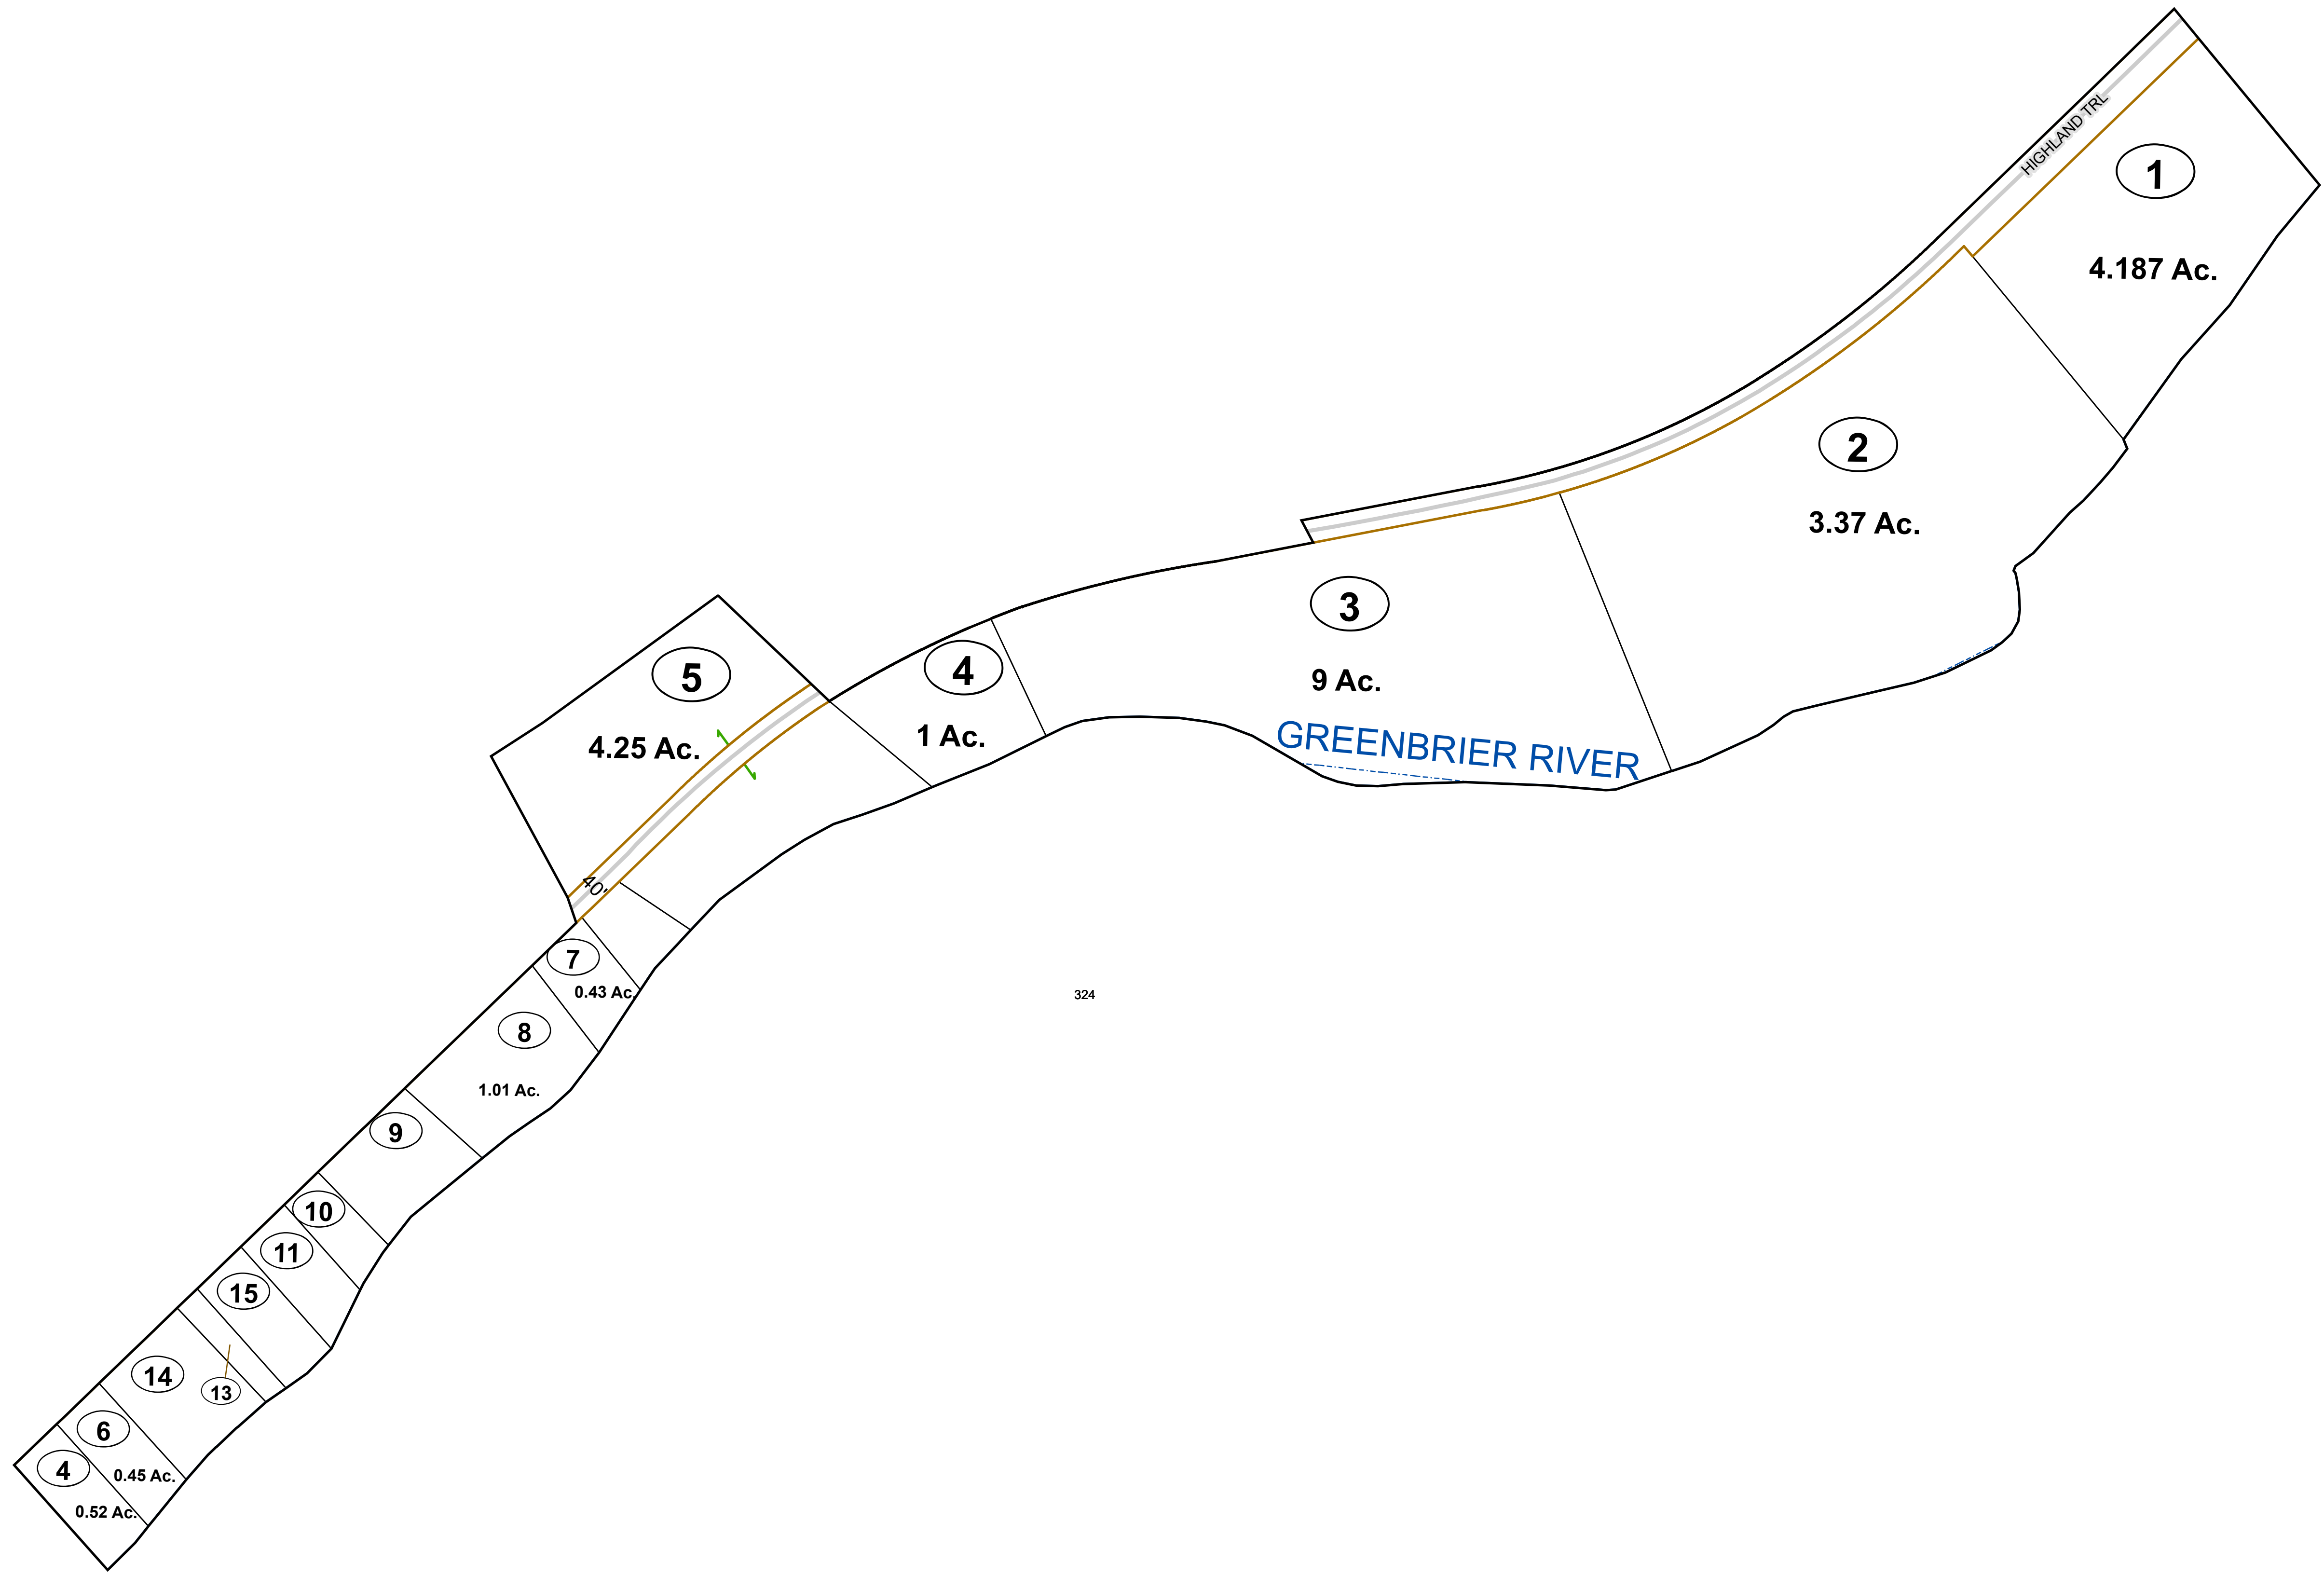 HIGHLAND TRL
1
4.187 Ac.
2
3.37 Ac.
3
9 Ac.
GREENBRIER RIVER
4
1 Ac.
5
4.25 Ac.
40'
7
0.43 Ac.
324
8
1.01 Ac.
9
10
11
15
14
13
6
0.45 Ac.
4
0.52 Ac.